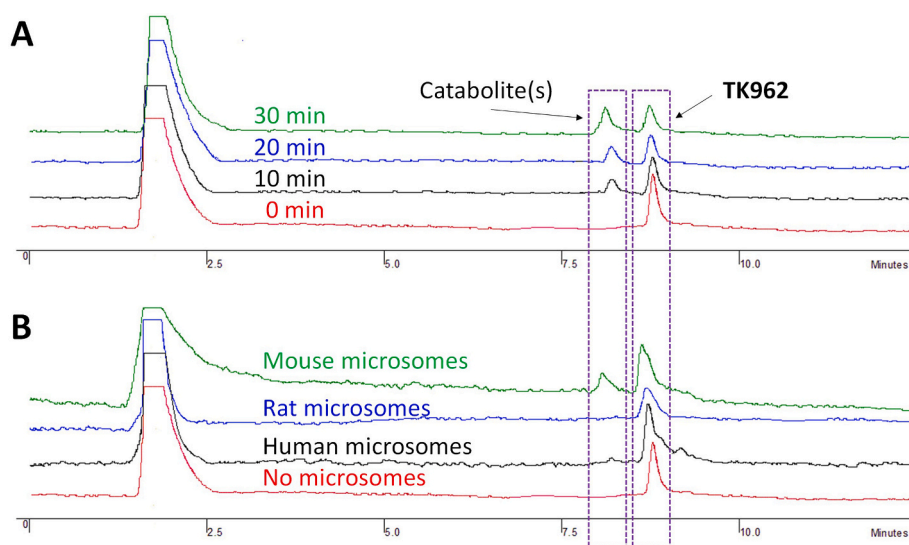 A
Catabolite(s)
TK962
30 min
20 min
10 min
0 min
0
2.5
5.0
7.5
10.0
Minutes
B
Mouse microsomes
Rat microsomes
Human microsomes
No microsomes
0
2.5
5.0
7.5
10.0
Minutes